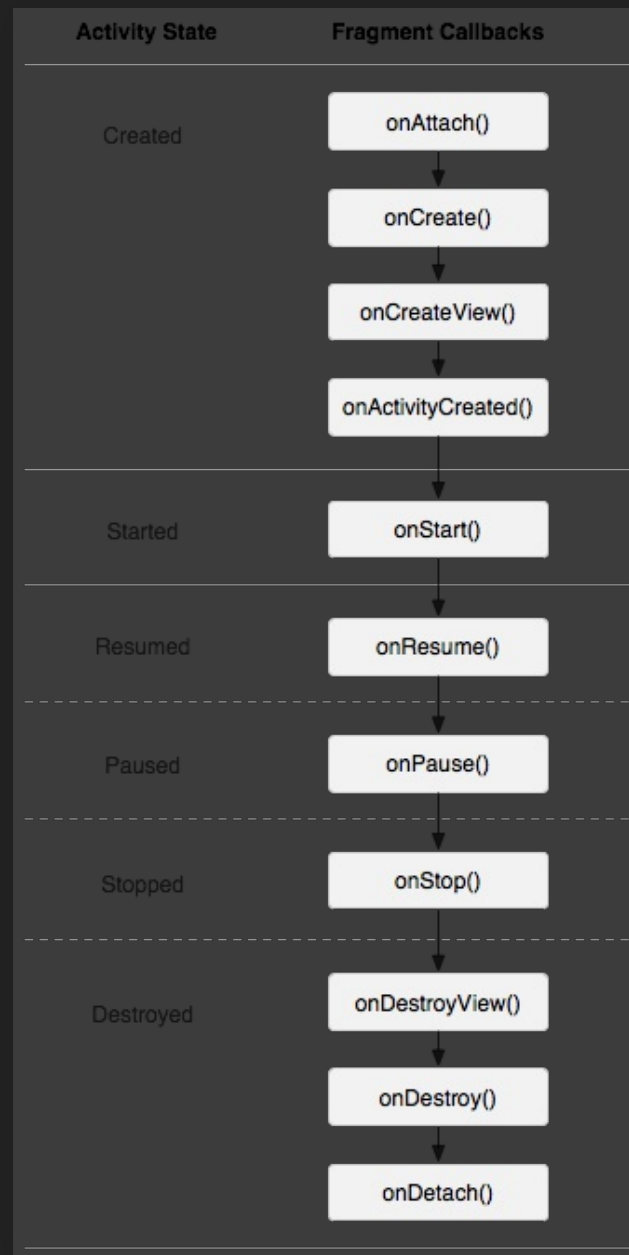 Activity State Fragment Callbacks
Created onAttach()
onCreate()
onCreateView()
onActivityCreated()
Started onStart()
Resumed onResume()
Paused onPause()
Stopped onStop()
Destroyed onDestroyView()
onDestroy()
onDetach()